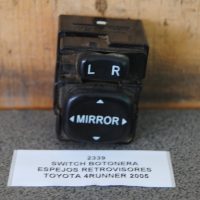 L R
MIRROR
2339
SWITCH BOTONERA
ESPEJOS RETROVISORES
TOYOTA 4RUNNER 2005